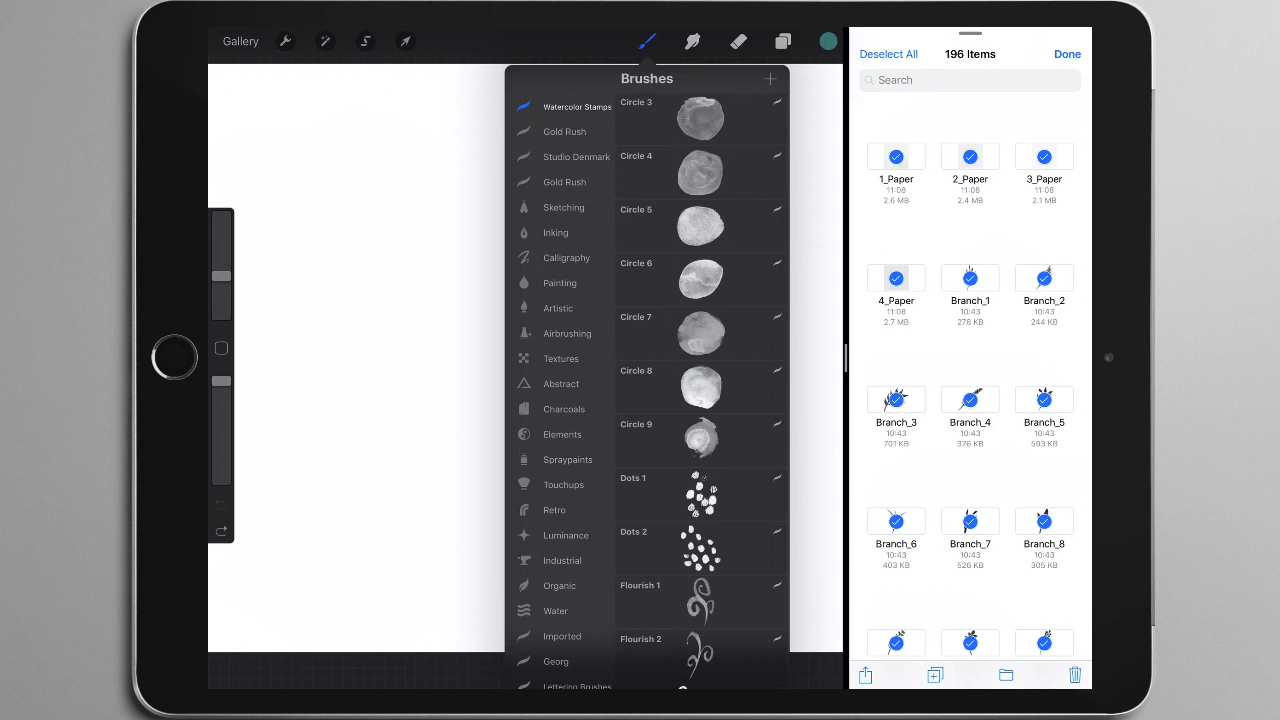 Gallery
Brushes
Watercolor Stamps
Gold Rush
Studio Denmark
Gold Rush
Sketching
Inking
Calligraphy
Painting
Artistic
Airbrushing
Textures
Abstract
Charcoals
Elements
Spraypaints
Touchups
Retro
Luminance
Industrial
Organic
Water
Imported
Georg
Lettering Brushes
Circle 3
Circle 4
Circle 5
Circle 6
Circle 7
Circle 8
Circle 9
Dots 1
Dots 2
Flourish 1
Flourish 2
Deselect All 196 Items Done
Search
1_Paper 2_Paper 3_Paper
11:08 11:08 11:08
2.6 MB 2.4 MB 2.1 MB
4_Paper Branch_1 Branch_2
11:08 10:43 10:43
2.7 MB 278 KB 244 KB
Branch_3 Branch_4 Branch_5
10:43 10:43 10:43
701 KB 376 KB 593 KB
Branch_6 Branch_7 Branch_8
10:43 10:43 10:43
403 KB 526 KB 305 KB